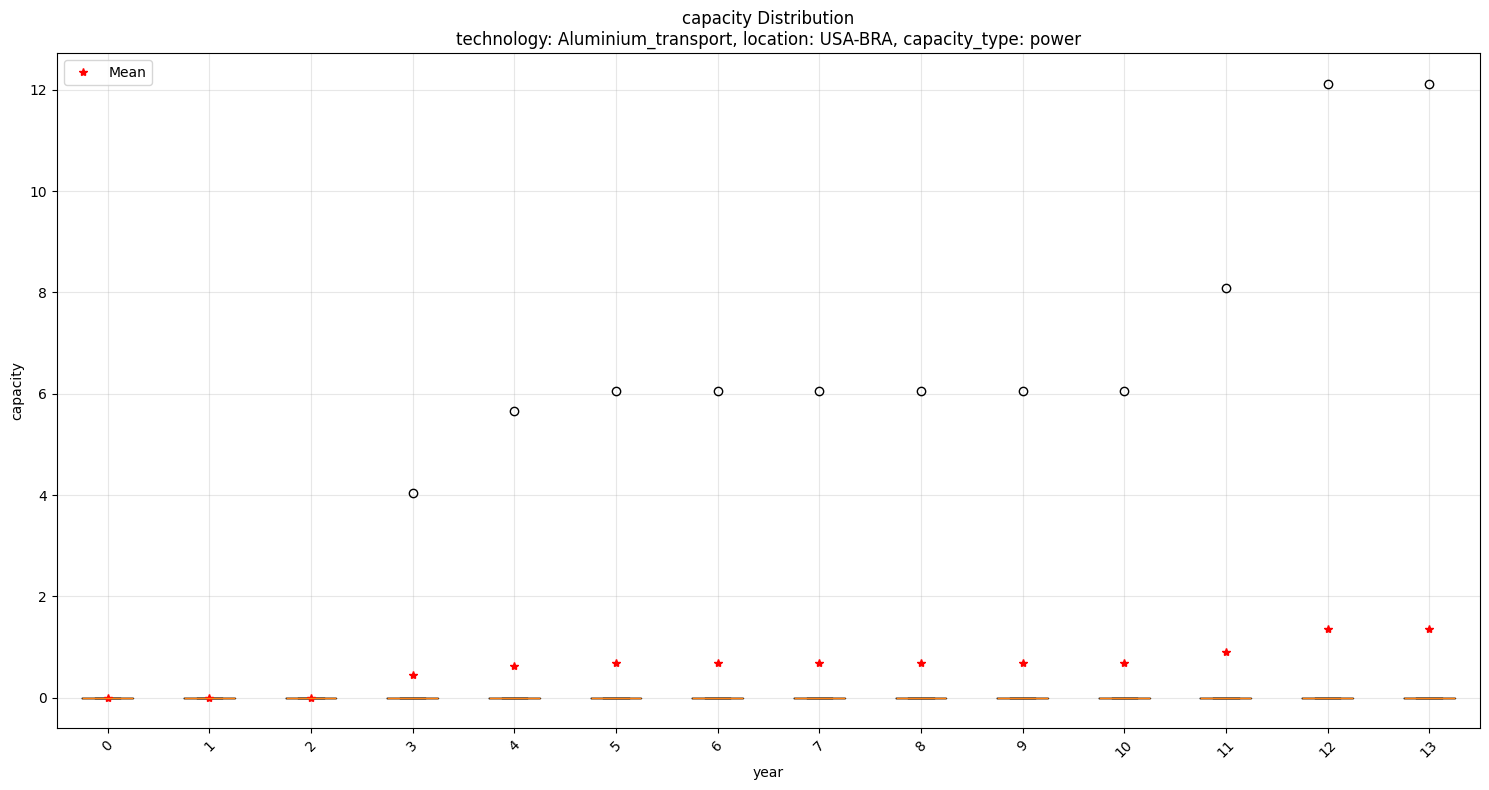 capacity Distribution
technology: Aluminium_transport, location: USA-BRA, capacity_type: power
Mean
12
10
8
6
4
2
0
capacity
0 1 2 3 4 5 6 7 8 9 10 11 12 13
year